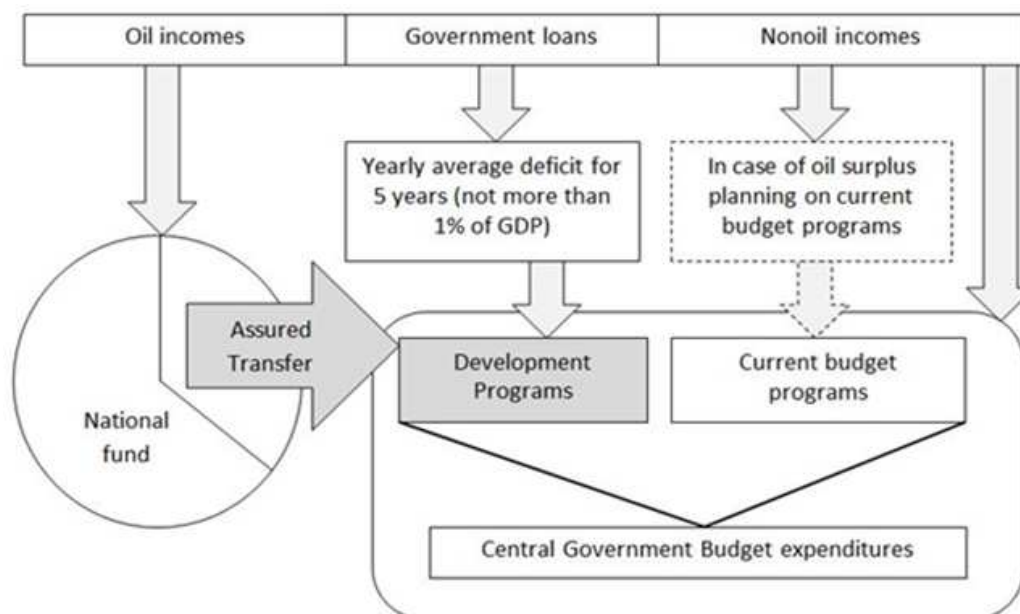 Oil incomes
Government loans
Nonoil incomes
Yearly average deficit for
5 years (not more than
1% of GDP)
In case of oil surplus
planning on current
budget programs
Assured
Transfer
National
fund
Development
Programs
Current budget
programs
Central Government Budget expenditures